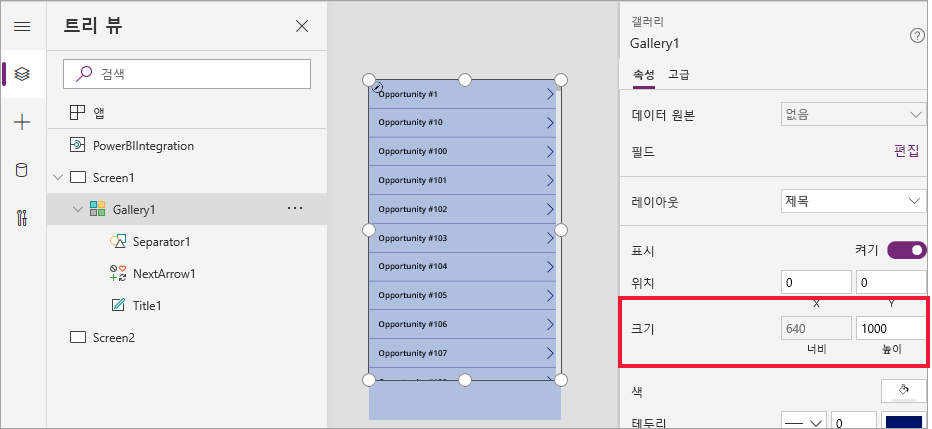 트리 뷰
검색
앱
PowerBIIntegration
Screen1
Gallery1
Separator1
NextArrow1
Title1
Screen2
Opportunity #1
Opportunity #10
Opportunity #100
Opportunity #101
Opportunity #102
Opportunity #103
Opportunity #104
Opportunity #105
Opportunity #106
Opportunity #107
갤러리
Gallery1
속성 고급
데이터 원본 없음
필드 편집
레이아웃 제목
표시 켜기
위치 0 0
X Y
크기 640 1000
너비 높이
색
테두리 0